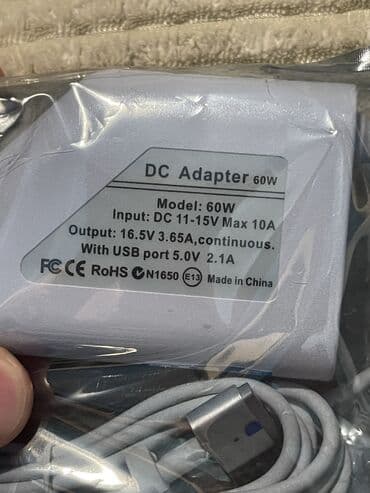 DC Adapter 60W
Model: 60W
Input: DC 11-15V Max 10A
Output: 16.5V 3.65A,continuous.
With USB port 5.0V 2.1A
FC CE RoHS N1650 E13 Made in China